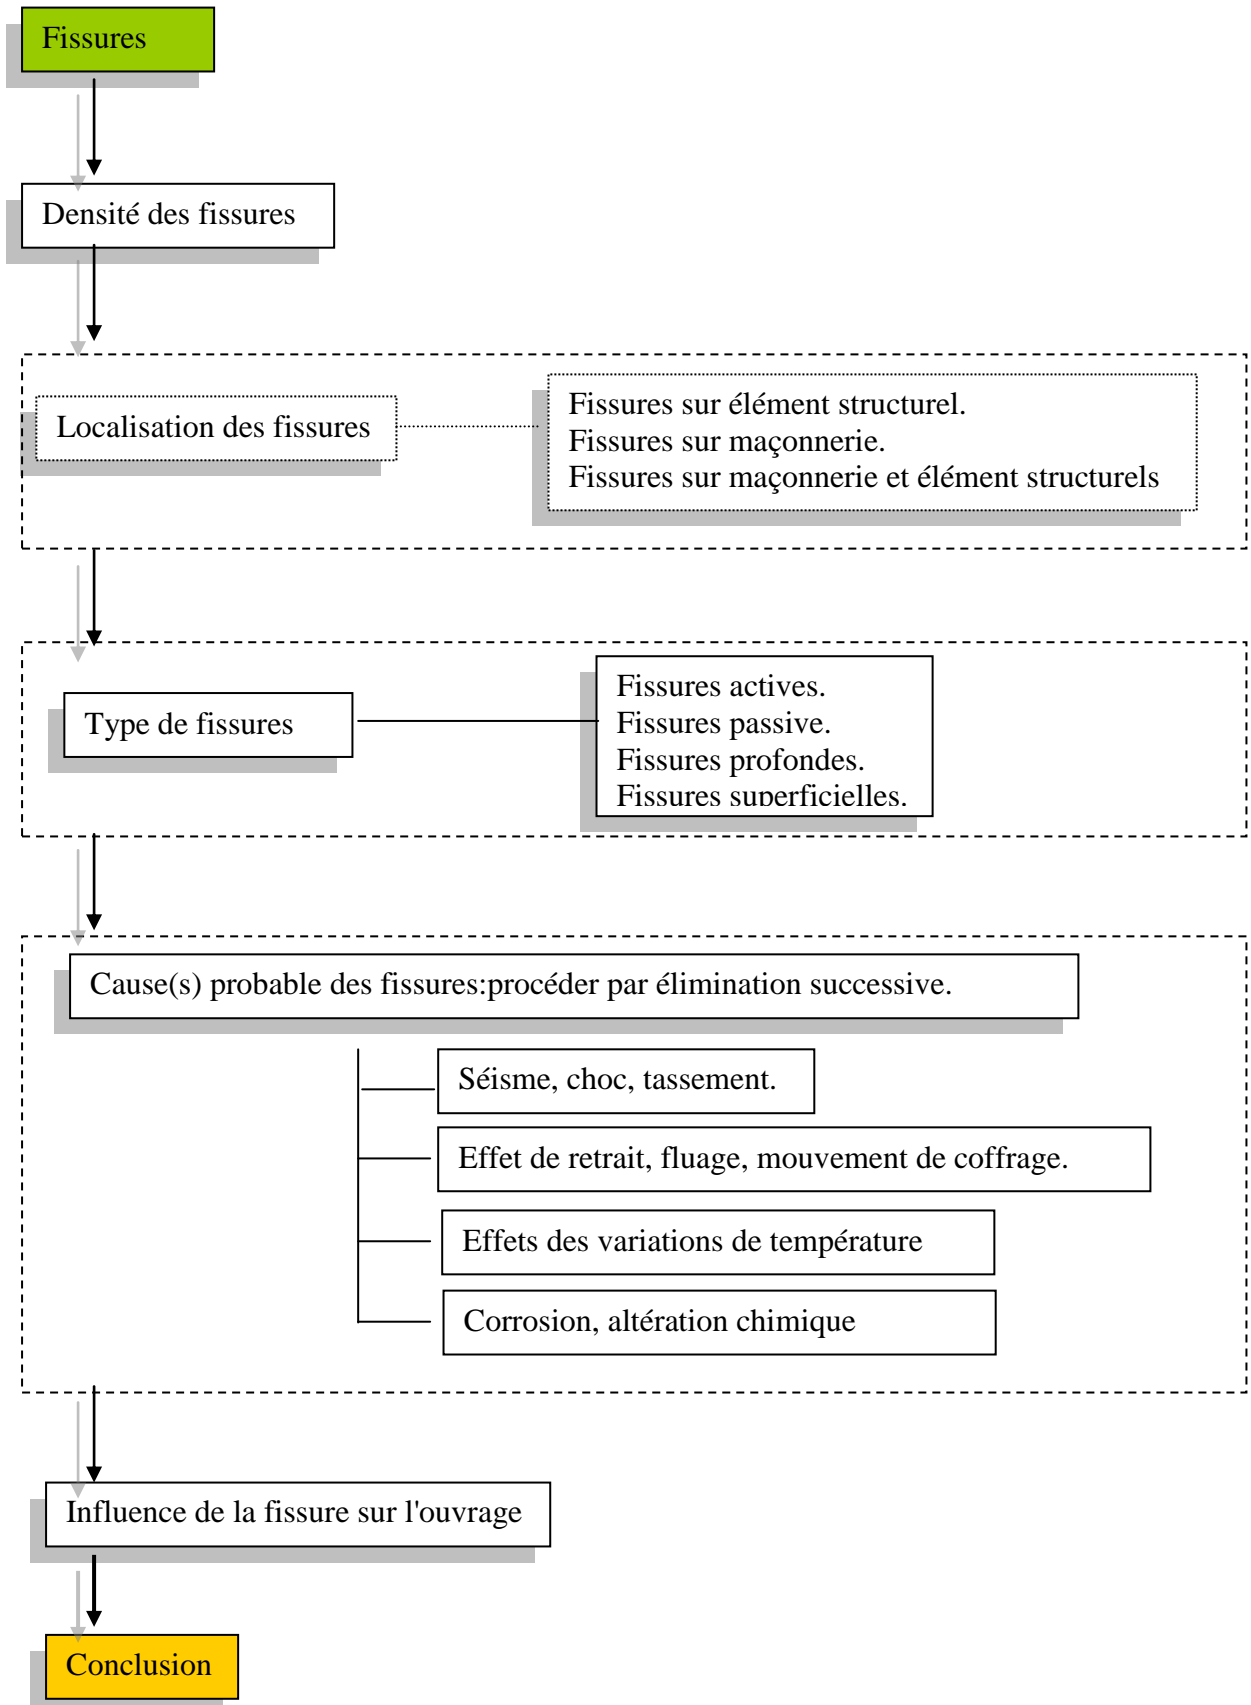 Fissures
Densité des fissures
Localisation des fissures
Fissures sur élément structurel.
Fissures sur maçonnerie.
Fissures sur maçonnerie et élément structurels
Type de fissures
Fissures actives.
Fissures passive.
Fissures profondes.
Fissures superficielles.
Cause(s) probable des fissures:procéder par élimination successive.
Séisme, choc, tassement.
Effet de retrait, fluage, mouvement de coffrage.
Effets des variations de température
Corrosion, altération chimique
Influence de la fissure sur l'ouvrage
Conclusion